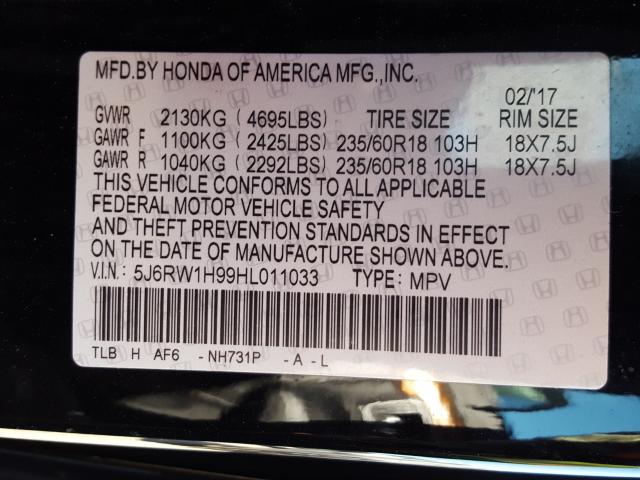 MFD.BY HONDA OF AMERICA MFG.,INC.
02/'17
GVWR 2130KG (4695LBS) TIRE SIZE RIM SIZE
GAWR F 1100KG (2425LBS) 235/60R18 103H 18X7.5J
GAWR R 1040KG (2292LBS) 235/60R18 103H 18X7.5J
THIS VEHICLE CONFORMS TO ALL APPLICABLE
FEDERAL MOTOR VEHICLE SAFETY
AND THEFT PREVENTION STANDARDS IN EFFECT
ON THE DATE OF MANUFACTURE SHOWN ABOVE.
V.I.N.: 5J6RW1H99HL011033 TYPE: MPV
TLB H AF6 -NH731P -A-L